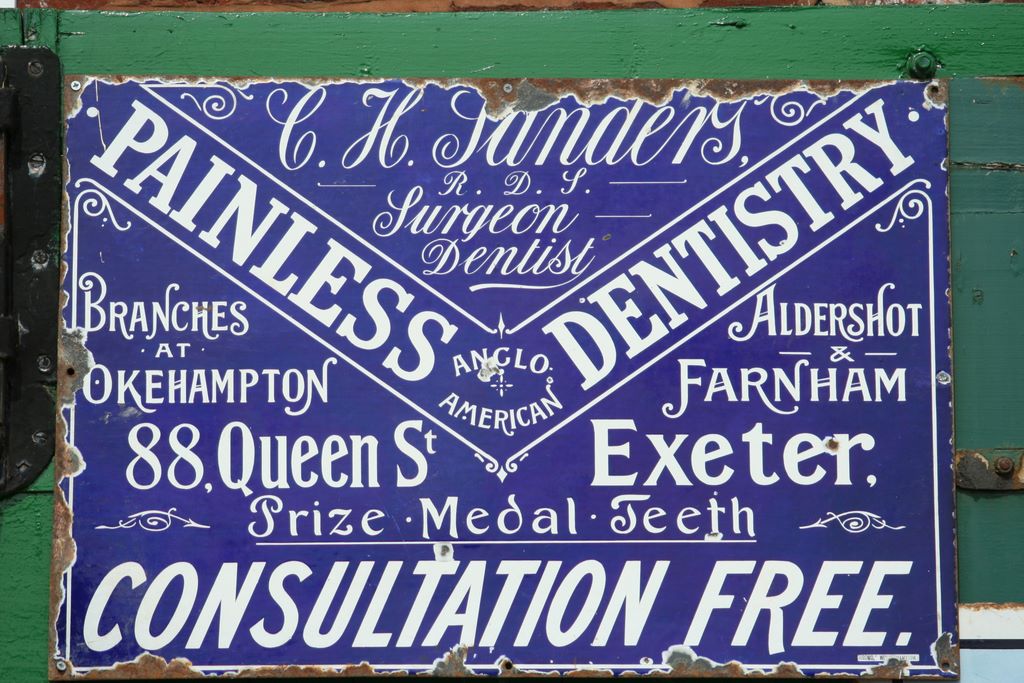 C. H. Sanders,
R. D. S.
Surgeon
Dentist
PAINLESS DENTISTRY
ANGLO.
AMERICAN.
BRANCHES
· AT ·
OKEHAMPTON
ALDERSHOT
&
FARNHAM
88, Queen St Exeter,
Prize · Medal · Teeth
CONSULTATION FREE.